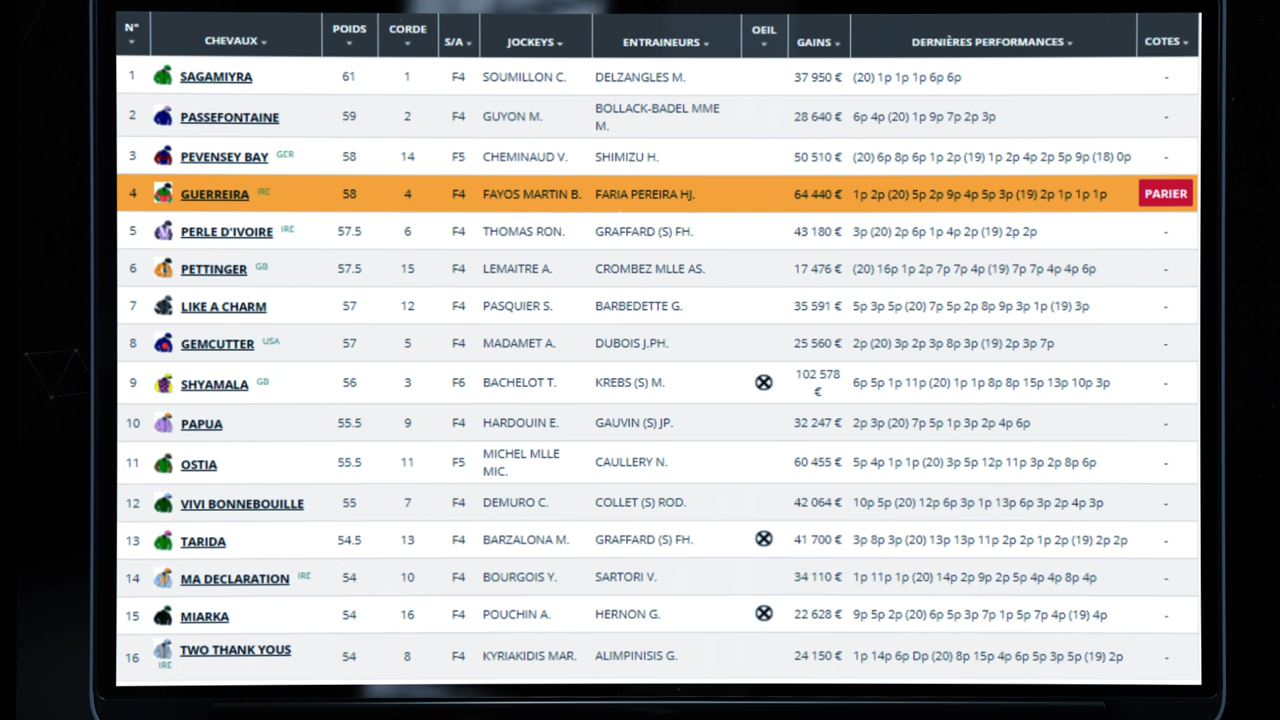 N° CHEVAUX POIDS CORDE S/A JOCKEYS ENTRAINEURS OEIL GAINS DERNIÈRES PERFORMANCES COTES
1 SAGAMIYRA 61 1 F4 SOUMILLON C. DELZANGLES M. 37 950 € (20) 1p 1p 1p 6p 6p -
2 PASSEFONTAINE 59 2 F4 GUYON M. BOLLACK-BADEL MME M. 28 640 € 6p 4p (20) 1p 9p 7p 2p 3p -
3 PEVENSEY BAY GER 58 14 F5 CHEMINAUD V. SHIMIZU H. 50 510 € (20) 6p 8p 6p 1p 2p (19) 1p 2p 4p 2p 5p 9p (18) 0p -
4 GUERREIRA IRE 58 4 F4 FAYOS MARTIN B. FARIA PEREIRA HJ. 64 440 € 1p 2p (20) 5p 2p 9p 4p 5p 3p (19) 2p 1p 1p 1p PARIER
5 PERLE D'IVOIRE IRE 57.5 6 F4 THOMAS RON. GRAFFARD (S) FH. 43 180 € 3p (20) 2p 6p 1p 4p 2p (19) 2p 2p -
6 PETTINGER GB 57.5 15 F4 LEMAITRE A. CROMBEZ MLLE AS. 17 476 € (20) 16p 1p 2p 7p 7p 4p (19) 7p 7p 4p 4p 6p -
7 LIKE A CHARM 57 12 F4 PASQUIER S. BARBEDETTE G. 35 591 € 5p 3p 5p (20) 7p 5p 2p 8p 9p 3p 1p (19) 3p -
8 GEMCUTTER USA 57 5 F4 MADAMET A. DUBOIS J.PH. 25 560 € 2p (20) 3p 2p 3p 8p 3p (19) 2p 3p 7p -
9 SHYAMALA GB 56 3 F6 BACHELOT T. KREBS (S) M. 102 578 € 6p 5p 1p 11p (20) 1p 1p 8p 8p 15p 13p 10p 3p -
10 PAPUA 55.5 9 F4 HARDOUIN E. GAUVIN (S) JP. 32 247 € 2p 3p (20) 7p 5p 1p 3p 2p 4p 6p -
11 OSTIA 55.5 11 F5 MICHEL MLLE MIC. CAULLERY N. 60 455 € 5p 4p 1p 1p (20) 3p 5p 12p 11p 3p 2p 8p 6p -
12 VIVI BONNEBOUILLE 55 7 F4 DEMURO C. COLLET (S) ROD. 42 064 € 10p 5p (20) 12p 6p 3p 1p 13p 6p 3p 2p 4p 3p -
13 TARIDA 54.5 13 F4 BARZALONA M. GRAFFARD (S) FH. 41 700 € 3p 8p 3p (20) 13p 13p 11p 2p 2p 1p 2p (19) 2p 2p -
14 MA DECLARATION IRE 54 10 F4 BOURGOIS Y. SARTORI V. 34 110 € 1p 11p 1p (20) 14p 2p 9p 2p 5p 4p 4p 8p 4p -
15 MIARKA 54 16 F4 POUCHIN A. HERNON G. 22 628 € 9p 5p 2p (20) 6p 5p 3p 7p 1p 5p 7p 4p (19) 4p -
16 TWO THANK YOUS IRE 54 8 F4 KYRIAKIDIS MAR. ALIMPINISIS G. 24 150 € 1p 14p 6p Dp (20) 8p 15p 4p 6p 5p 3p 5p (19) 2p -